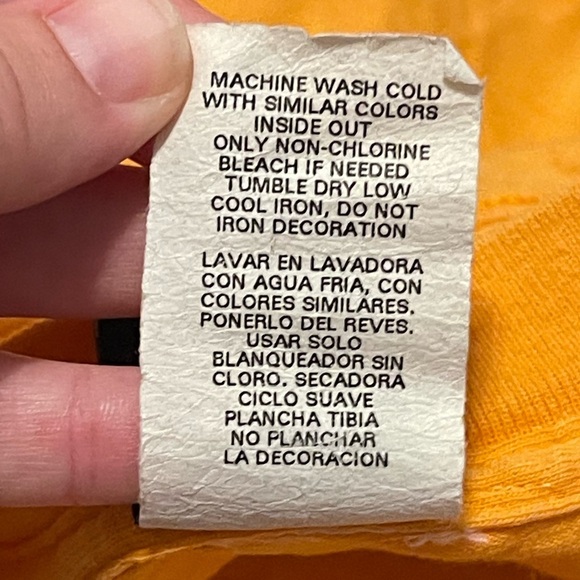 MACHINE WASH COLD
WITH SIMILAR COLORS
INSIDE OUT
ONLY NON-CHLORINE
BLEACH IF NEEDED
TUMBLE DRY LOW
COOL IRON, DO NOT
IRON DECORATION
LAVAR EN LAVADORA
CON AGUA FRIA, CON
COLORES SIMILARES.
PONERLO DEL REVES.
USAR SOLO
BLANQUEADOR SIN
CLORO. SECADORA
CICLO SUAVE
PLANCHA TIBIA
NO PLANCHAR
LA DECORACION